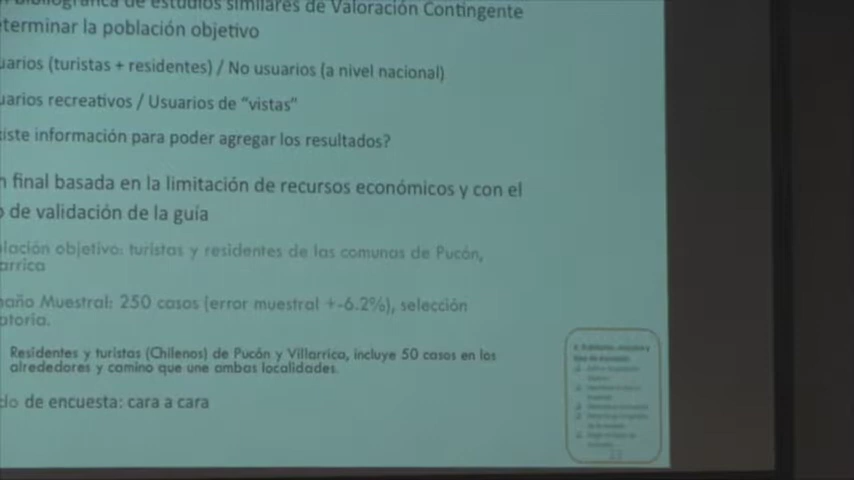 bibliográfica de estudios similares de Valoración Contingente
terminar la población objetivo
uarios (turistas + residentes) / No usuarios (a nivel nacional)
uarios recreativos / Usuarios de "vistas"
iste información para poder agregar los resultados?
n final basada en la limitación de recursos económicos y con el
o de validación de la guía
lación objetivo: turistas y residentes de las comunas de Pucón,
arrica
año Muestral: 250 casos (error muestral +-6.2%), selección
atoria.
Residentes y turistas (Chilenos) de Pucón y Villarrica, incluye 50 casos en los
alrededores y camino que une ambas localidades.
do de encuesta: cara a cara